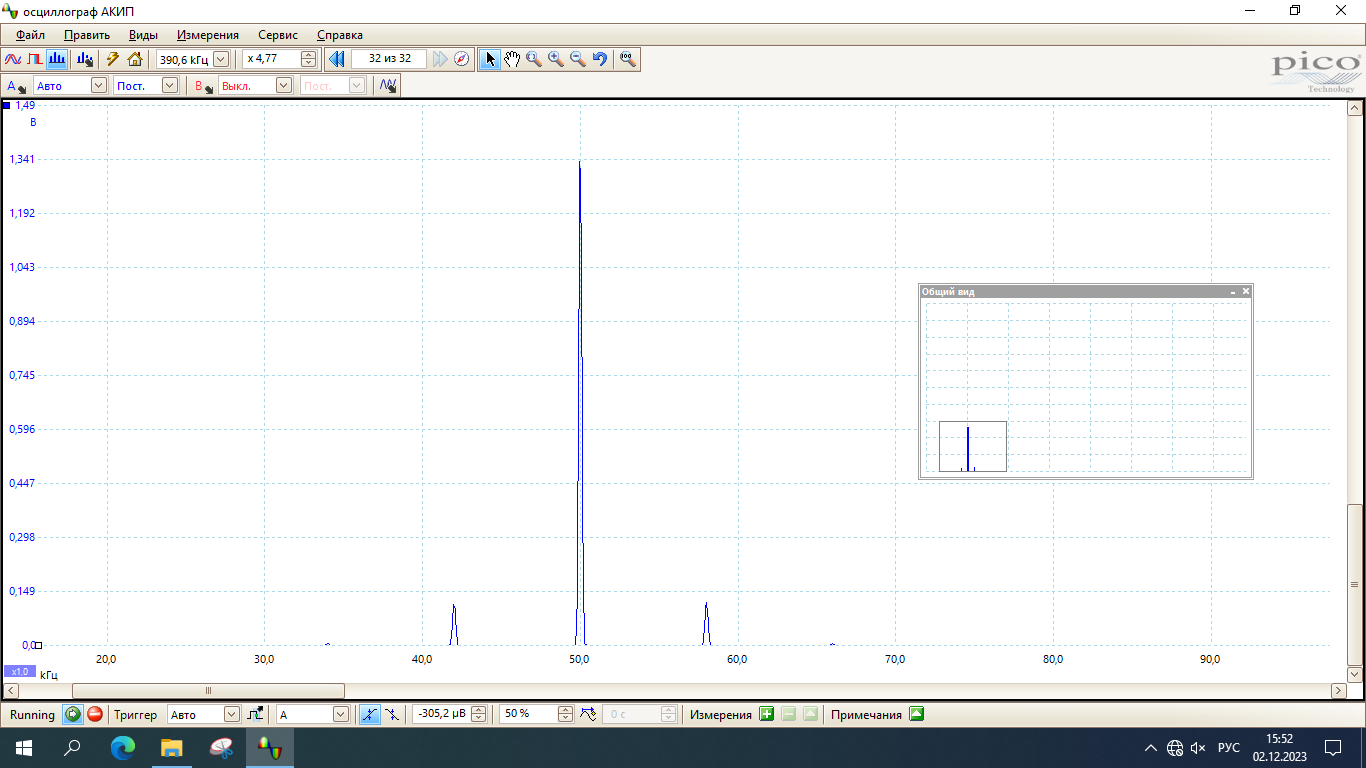 осциллограф АКИП
Файл Править Виды Измерения Сервис Справка
390,6 кГц x 4,77 32 из 32
pico
Technology
A Авто Пост. B Выкл. Пост.
1,49
В
1,341
1,192
1,043
0,894
0,745
0,596
0,447
0,298
0,149
0,0
Общий вид
20,0 30,0 40,0 50,0 60,0 70,0 80,0 90,0
x1,0 кГц
Running Триггер Авто A -305,2 µВ 50 % 0 с Измерения Примечания
РУС 15:52
02.12.2023